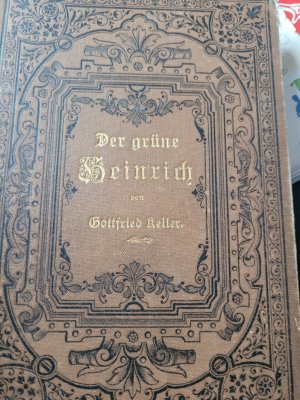 Der grüne
Heinrich
von
Gottfried Keller.